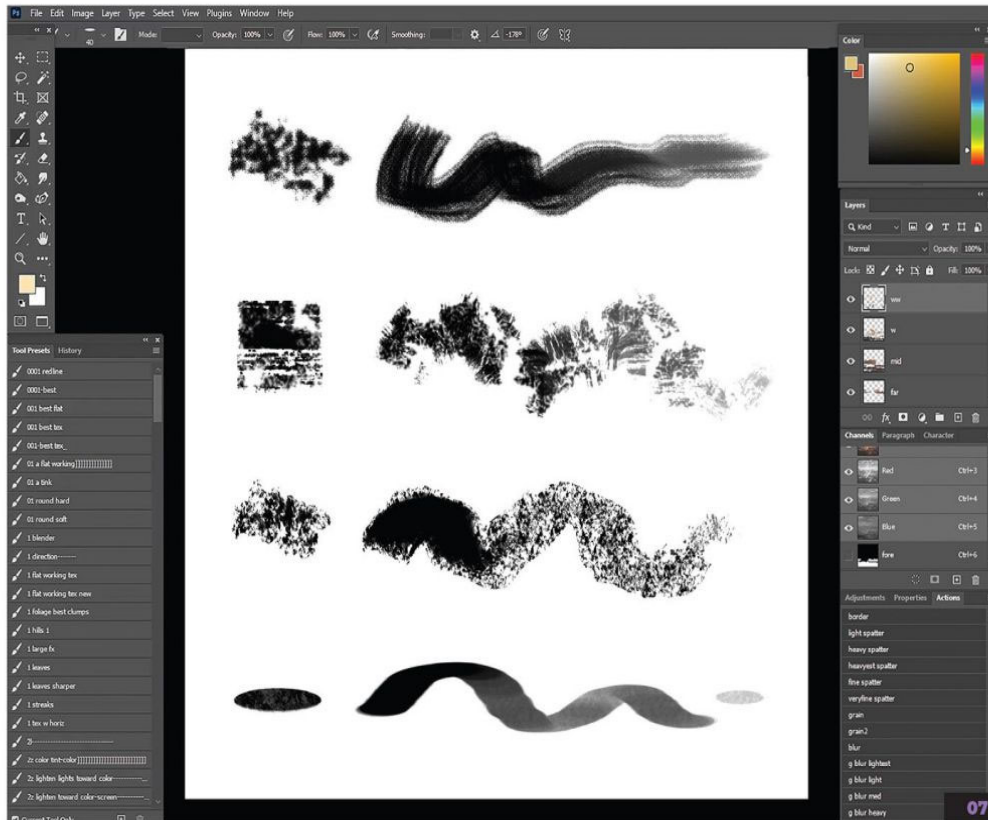 Ps File Edit Image Layer Type Select View Plugins Window Help
40 Mode: Opacity: 100% Flow: 100% Smoothing: -178°
Color
Layers
Kind
Normal Opacity: 100%
Lock: Fill: 100%
ww
w
mid
far
fx
Channels Paragraph Character
Red Ctrl+3
Green Ctrl+4
Blue Ctrl+5
fore Ctrl+6
Adjustments Properties Actions
border
light spatter
heavy spatter
heavyest spatter
fine spatter
veryfine spatter
grain
grain2
blur
g blur lightest
g blur light
g blur med
g blur heavy
07
Tool Presets History
0001 redline
0001-best
001 best flat
001 best tex
001-best tex_
01 a flat working]]]]]]]]]]]]]]]
01 a tink
01 round hard
01 round soft
1 blender
1 direction-------
1 flat working tex
1 flat working tex new
1 foliage best clumps
1 hills 1
1 large fx
1 leaves
1 leaves sharper
1 streaks
1 tex w horiz
2z color tint-color]]]]]]]]]]]]]]]]]]]]]]]
2z lighten lights toward color----------...
2z lighten toward color-screen----------...
Current Tool Only